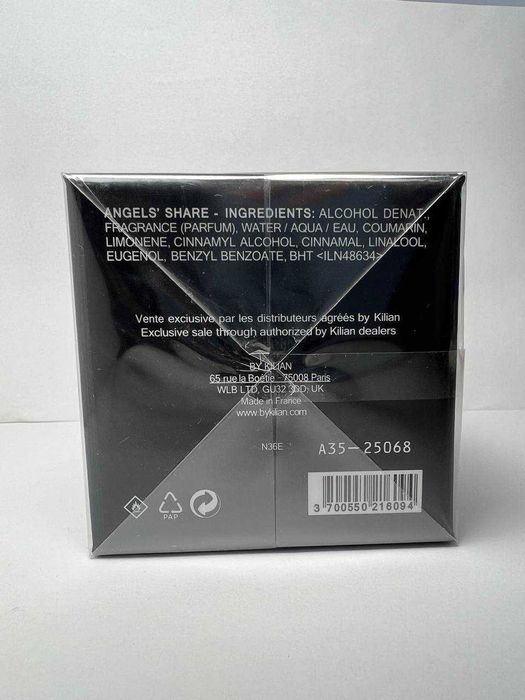 ANGELS' SHARE - INGREDIENTS: ALCOHOL DENAT.,
FRAGRANCE (PARFUM), WATER / AQUA / EAU, COUMARIN,
LIMONENE, CINNAMYL ALCOHOL, CINNAMAL, LINALOOL,
EUGENOL, BENZYL BENZOATE, BHT <ILN48634>
Vente exclusive par les distributeurs agréés by Kilian
Exclusive sale through authorized by Kilian dealers
BY KILIAN
65 rue la Boétie 75008 Paris
WLB LTD, GU32 3QD, UK
Made in France
www.bykilian.com
N36E
A35-25068
PAP
3 700550 216094